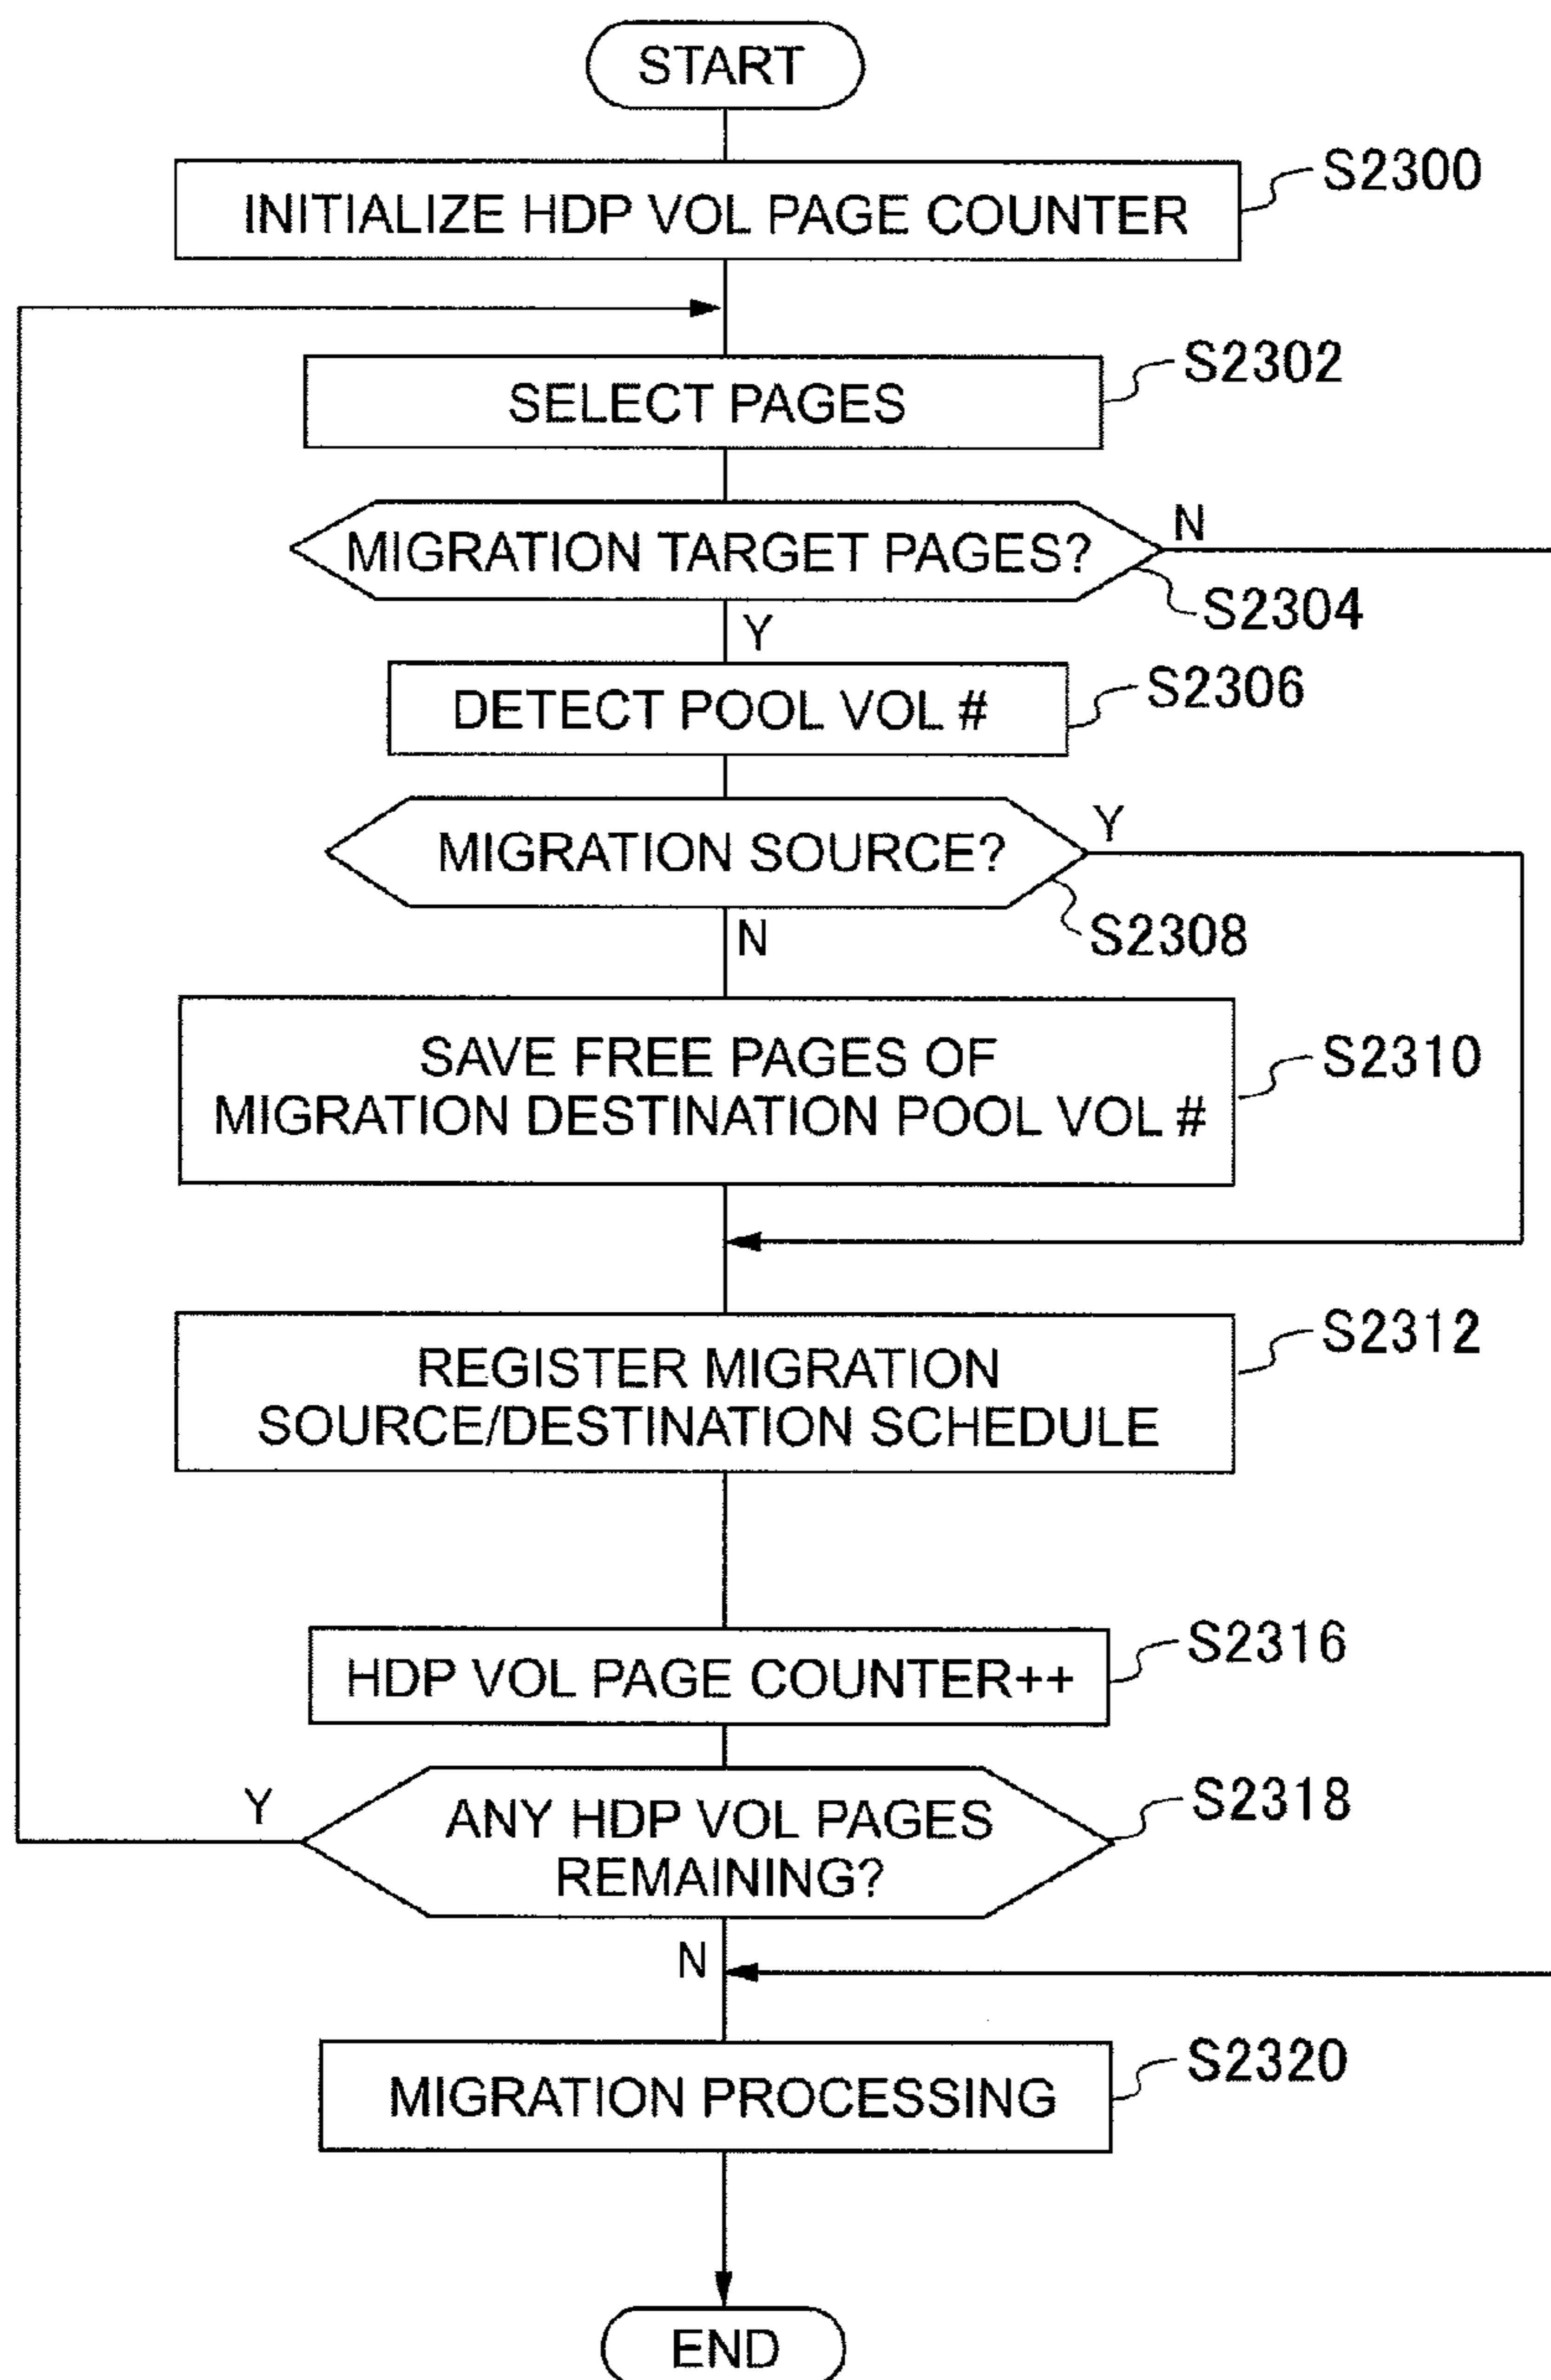 START
INITIALIZE HDP VOL PAGE COUNTER
S2300
SELECT PAGES
S2302
MIGRATION TARGET PAGES?
N
S2304
Y
DETECT POOL VOL #
S2306
MIGRATION SOURCE?
Y
S2308
N
SAVE FREE PAGES OF
MIGRATION DESTINATION POOL VOL #
S2310
REGISTER MIGRATION
SOURCE/DESTINATION SCHEDULE
S2312
HDP VOL PAGE COUNTER++
S2316
Y
ANY HDP VOL PAGES
REMAINING?
S2318
N
MIGRATION PROCESSING
S2320
END